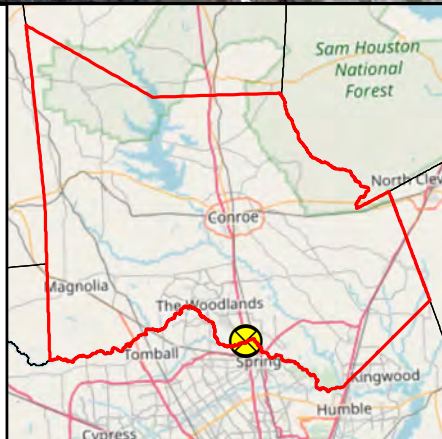 Sam Houston
National
Forest
North Clev
Conroe
Magnolia
The Woodlands
Tomball
Spring
Kingwood
Humble
Cypress